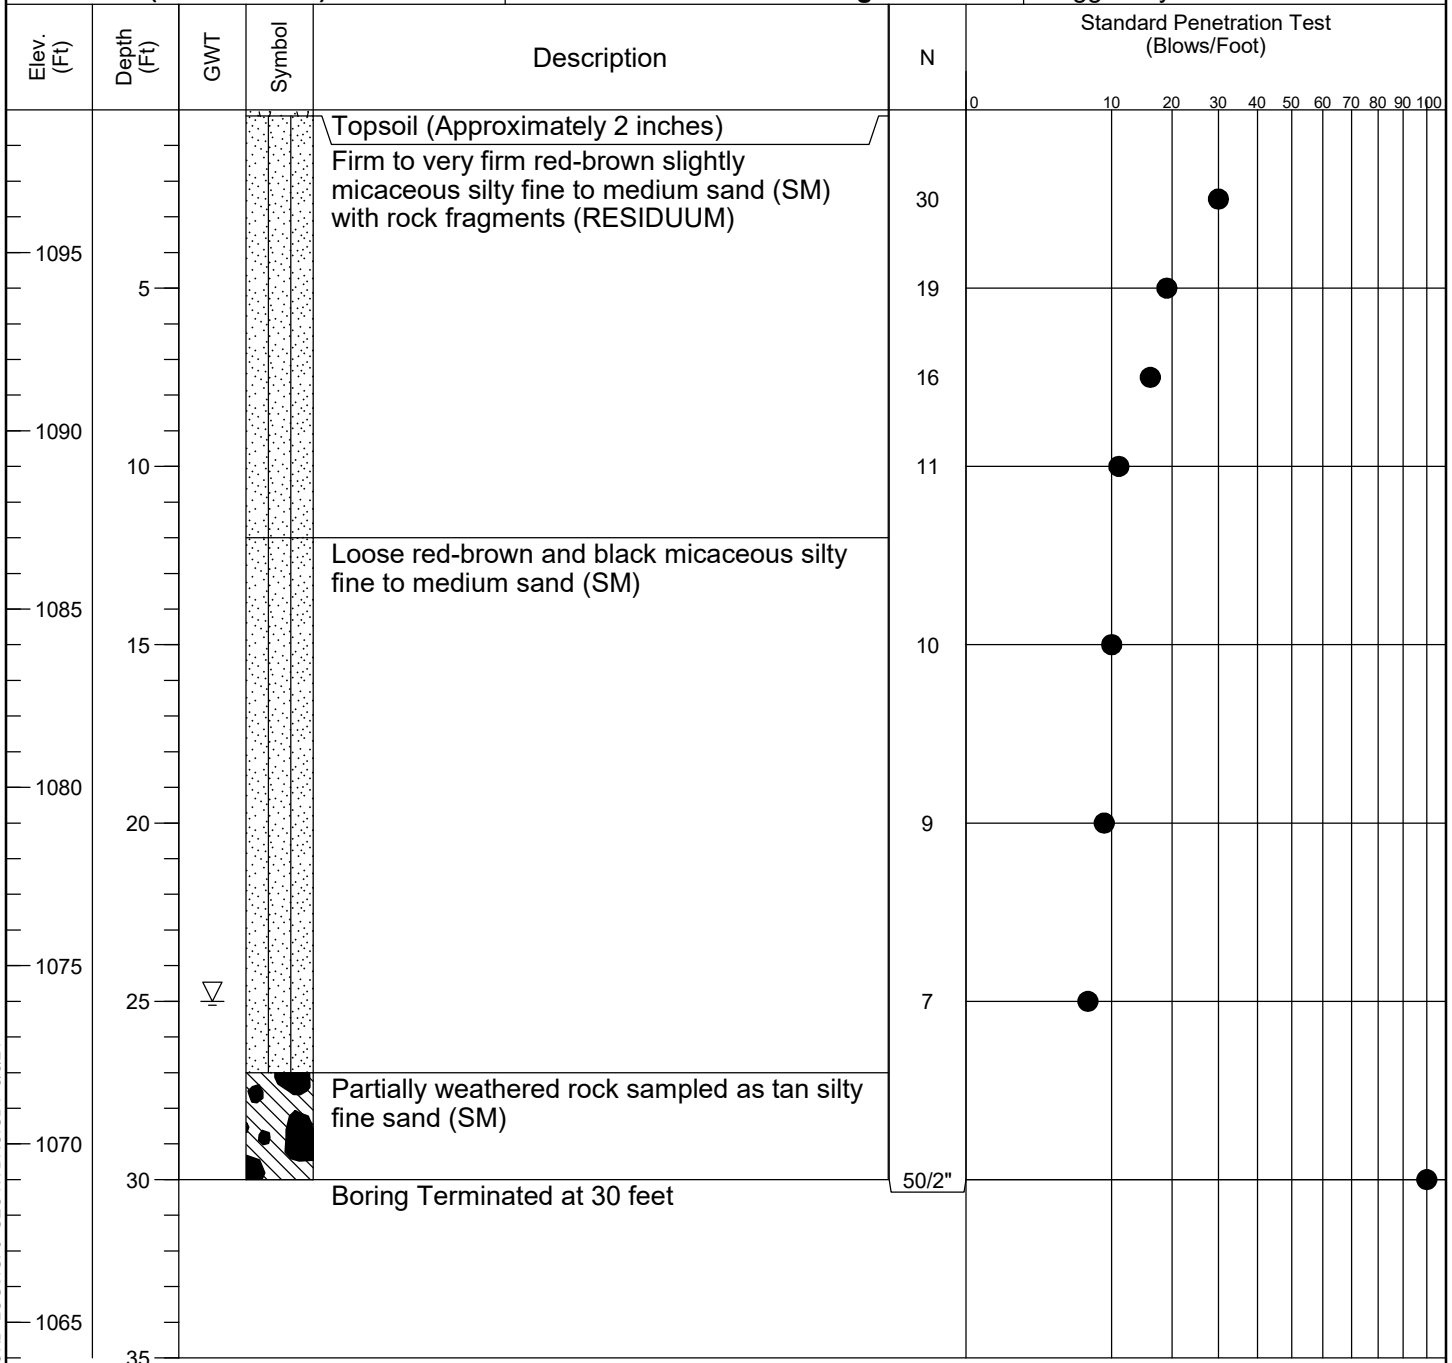 Elev.
(Ft)
Depth
(Ft)
GWT
Symbol
Description
N
Standard Penetration Test
(Blows/Foot)
0 10 20 30 40 50 60 70 80 90 100
Topsoil (Approximately 2 inches)
Firm to very firm red-brown slightly
micaceous silty fine to medium sand (SM)
with rock fragments (RESIDUUM)
30
1095
5
19
16
1090
10
11
Loose red-brown and black micaceous silty
fine to medium sand (SM)
1085
15
10
1080
20
9
1075
25
7
Partially weathered rock sampled as tan silty
fine sand (SM)
1070
30
50/2"
Boring Terminated at 30 feet
1065
35